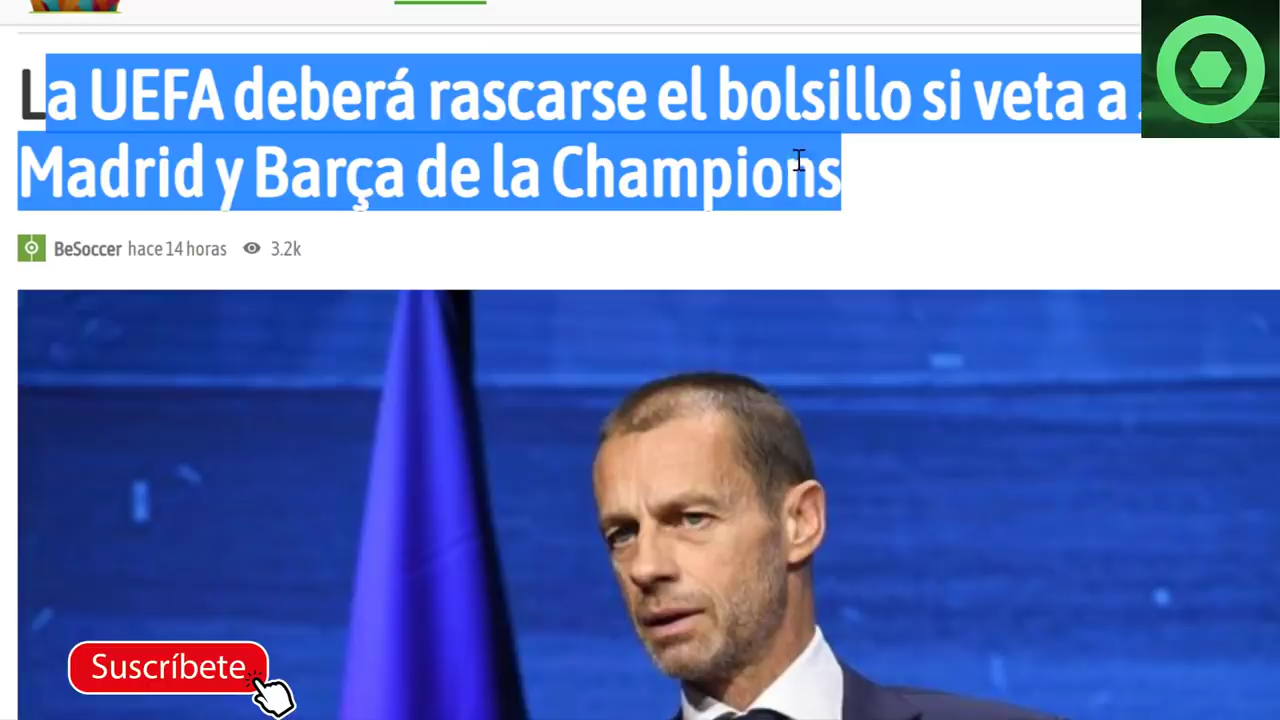 La UEFA deberá rascarse el bolsillo si veta a
Madrid y Barça de la Champions
BeSoccer hace 14 horas 3.2k
Suscríbete